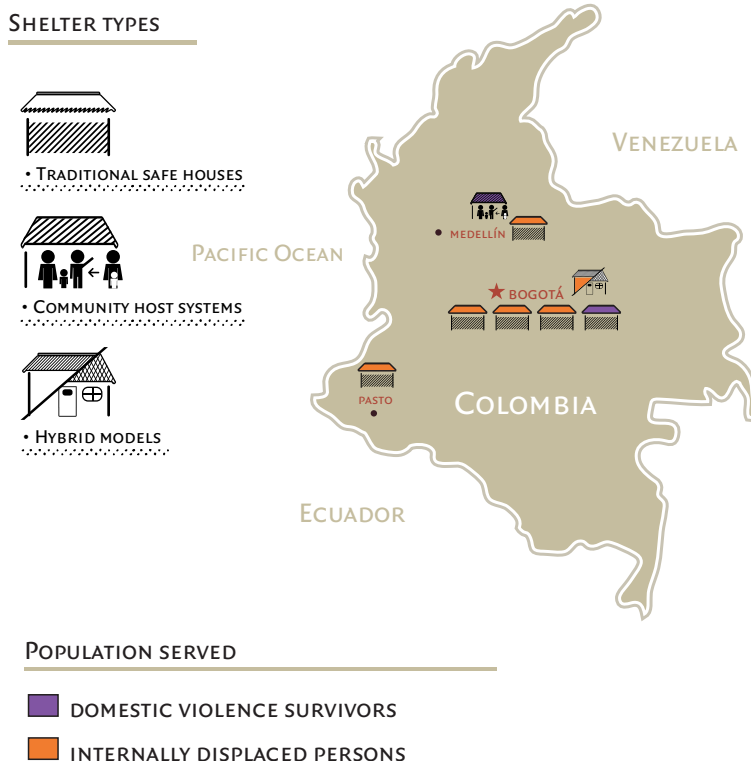 Shelter types
• Traditional safe houses
• Community host systems
• Hybrid models
Venezuela
Pacific Ocean
Medellín
Bogotá
Pasto
Colombia
Ecuador
Population served
domestic violence survivors
internally displaced persons